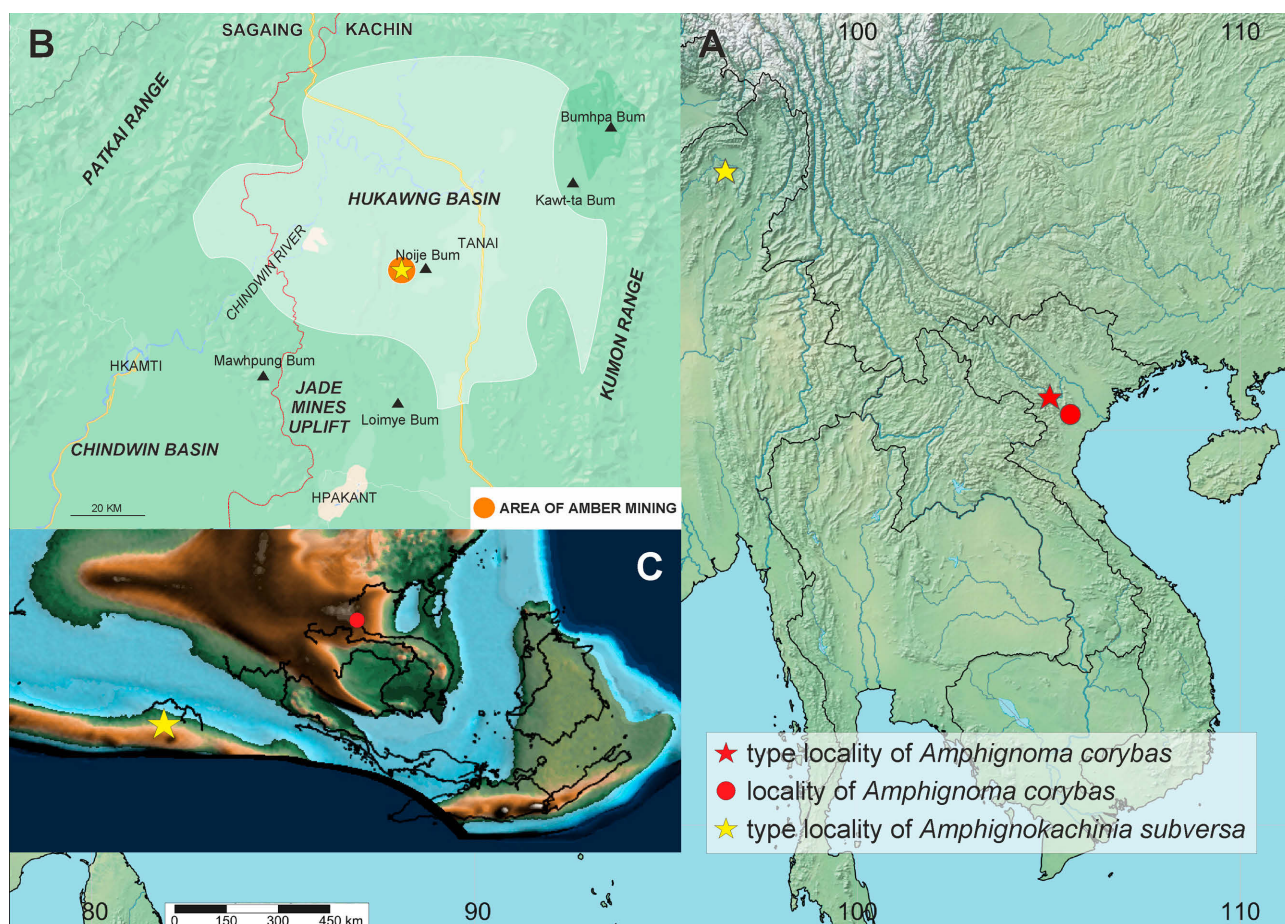 B
SAGAING
KACHIN
PATKAI RANGE
Bumhpa Bum
HUKAWNG BASIN
Kawt-ta Bum
TANAI
Noije Bum
CHINDWIN RIVER
KUMON RANGE
Mawhpung Bum
HKAMTI
JADE
MINES
UPLIFT
Loimye Bum
CHINDWIN BASIN
HPAKANT
20 KM
AREA OF AMBER MINING
A
100
110
C
type locality of Amphignoma corybas
locality of Amphignoma corybas
type locality of Amphignokachinia subversa
80
90
100
110
0 150 300 450 km